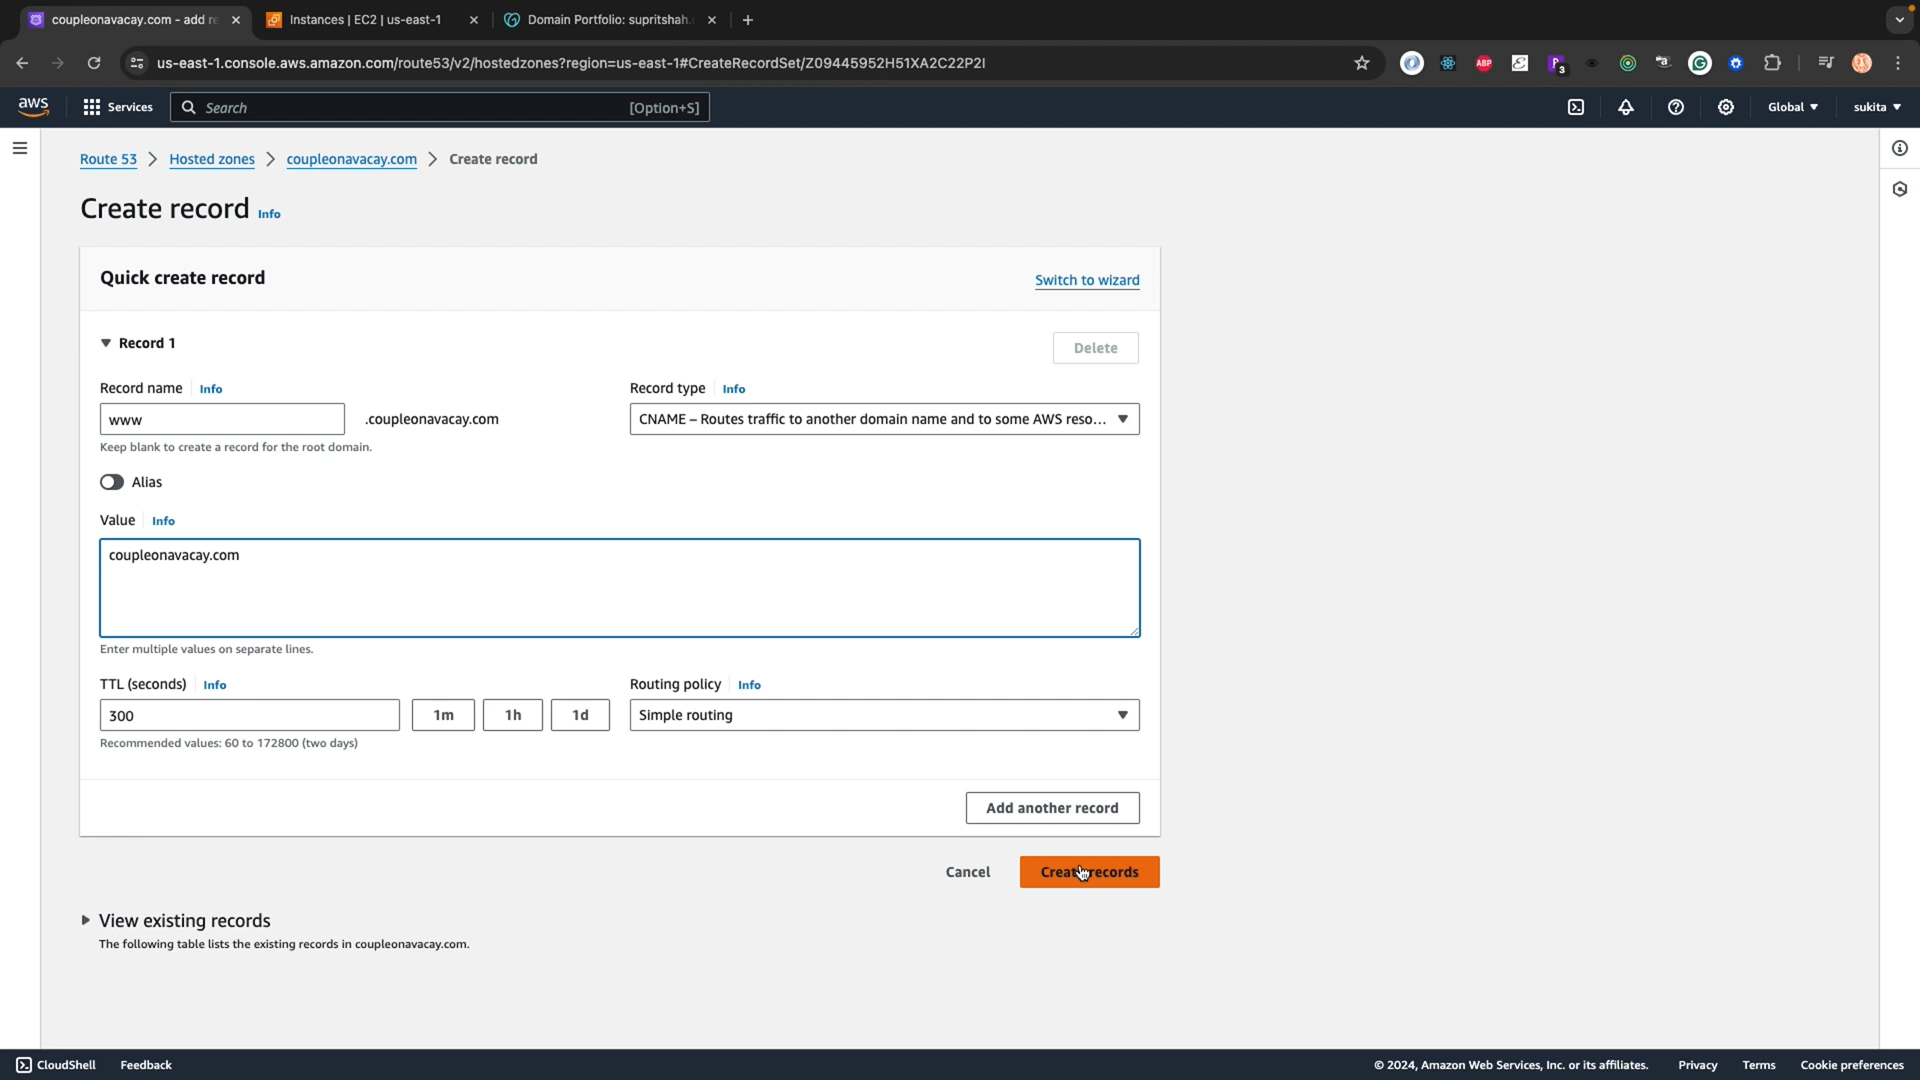 coupleonavacay.com - add re
Instances | EC2 | us-east-1
Domain Portfolio: supritshah.
us-east-1.console.aws.amazon.com/route53/v2/hostedzones?region=us-east-1#CreateRecordSet/Z09445952H51XA2C22P2I
ABP
3
aws
Services
Search
[Option+S]
Global
sukita
Route 53
Hosted zones
coupleonavacay.com
Create record
Create record
Info
Quick create record
Switch to wizard
Record 1
Delete
Record name
Info
Record type
Info
www
.coupleonavacay.com
CNAME – Routes traffic to another domain name and to some AWS reso...
Keep blank to create a record for the root domain.
Alias
Value
Info
coupleonavacay.com
Enter multiple values on separate lines.
TTL (seconds)
Info
Routing policy
Info
300
1m
1h
1d
Simple routing
Recommended values: 60 to 172800 (two days)
Add another record
Cancel
Create records
View existing records
The following table lists the existing records in coupleonavacay.com.
CloudShell
Feedback
© 2024, Amazon Web Services, Inc. or its affiliates.
Privacy
Terms
Cookie preferences